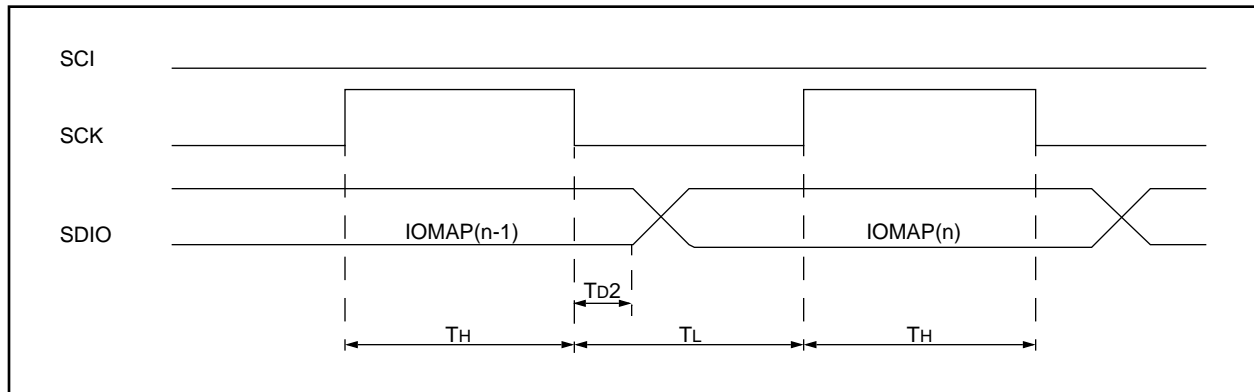 SCI
SCK
SDIO
IOMAP(n-1)
IOMAP(n)
TD2
TH
TL
TH